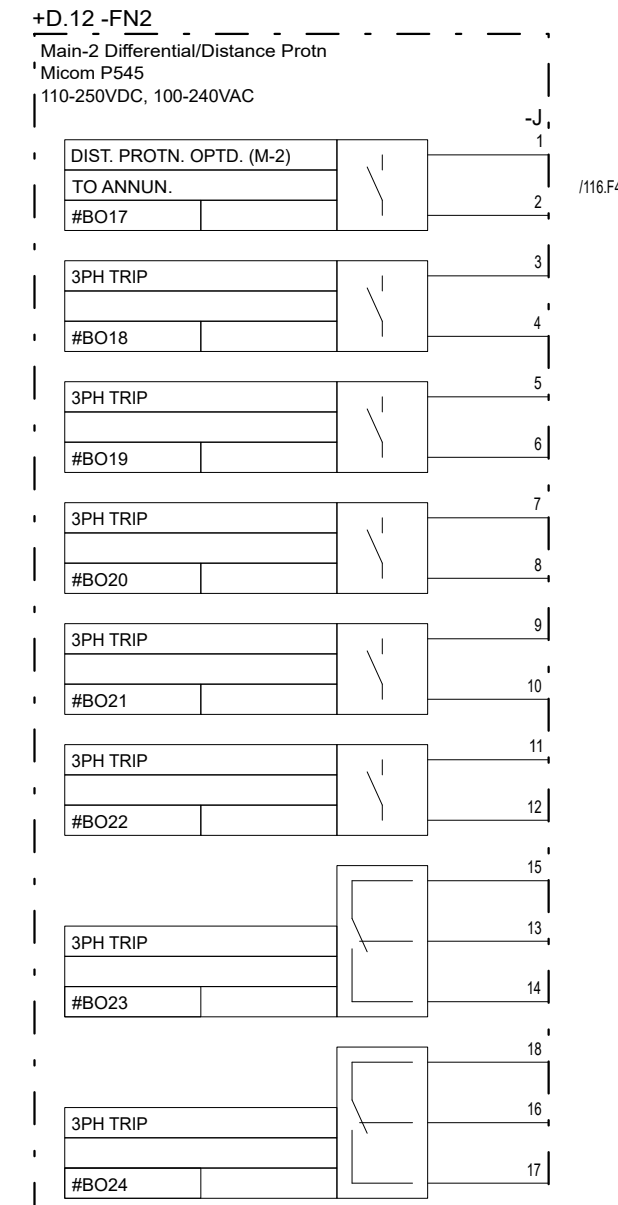 +D.12 -FN2
Main-2 Differential/Distance Protn
Micom P545
110-250VDC, 100-240VAC
-J
1
DIST. PROTN. OPTD. (M-2)
TO ANNUN.
2
/116.F4
#BO17
3
3PH TRIP
4
#BO18
5
3PH TRIP
6
#BO19
7
3PH TRIP
8
#BO20
9
3PH TRIP
10
#BO21
11
3PH TRIP
12
#BO22
15
13
3PH TRIP
14
#BO23
18
16
3PH TRIP
17
#BO24